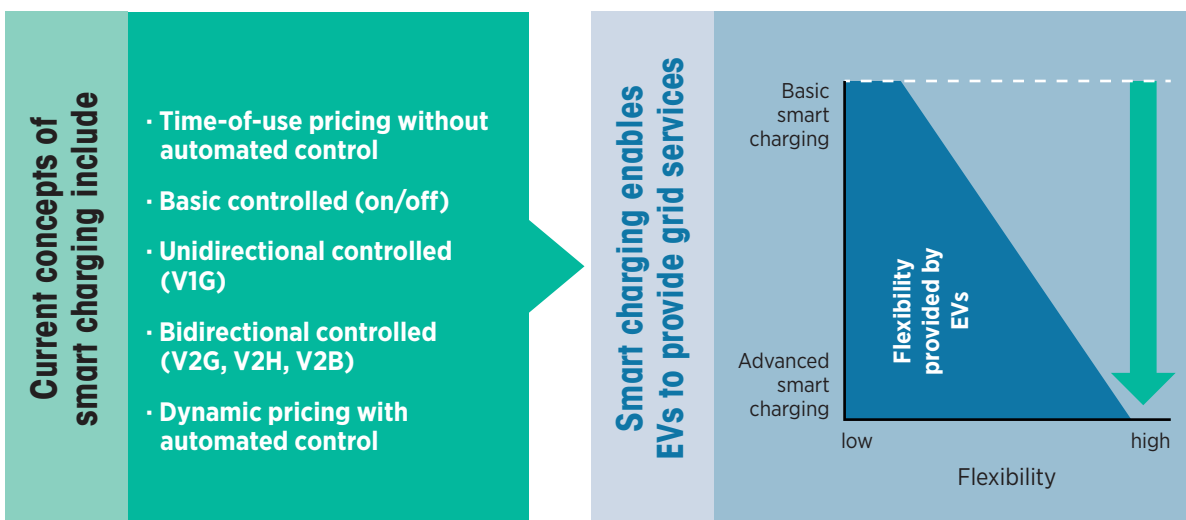 Current concepts of
smart charging include
· Time-of-use pricing without
automated control
· Basic controlled (on/off)
· Unidirectional controlled
(V1G)
· Bidirectional controlled
(V2G, V2H, V2B)
· Dynamic pricing with
automated control
Smart charging enables
EVs to provide grid services
Basic
smart
charging
Flexibility
provided by
EVs
Advanced
smart
charging
low
high
Flexibility